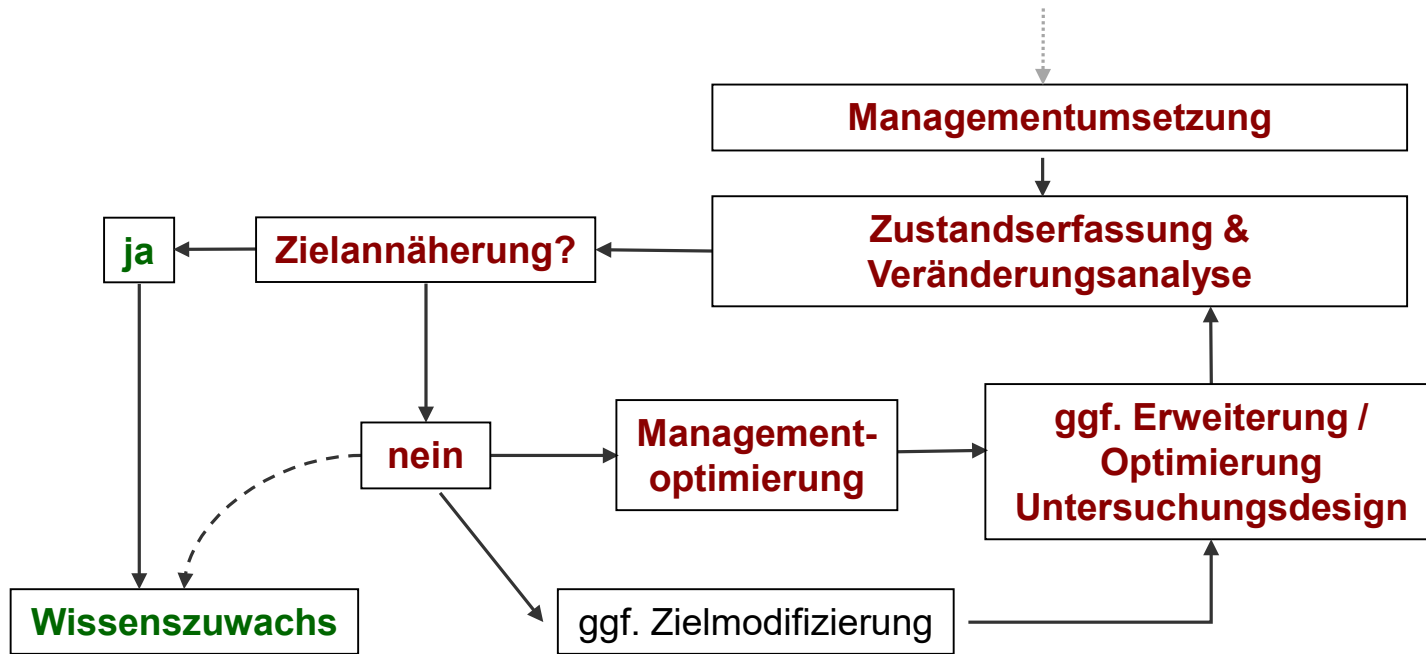 Managementumsetzung
Zustandserfassung &
Veränderungsanalyse
Zielannäherung?
ja
nein
Management-
optimierung
ggf. Erweiterung /
Optimierung
Untersuchungsdesign
Wissenszuwachs
ggf. Zielmodifizierung